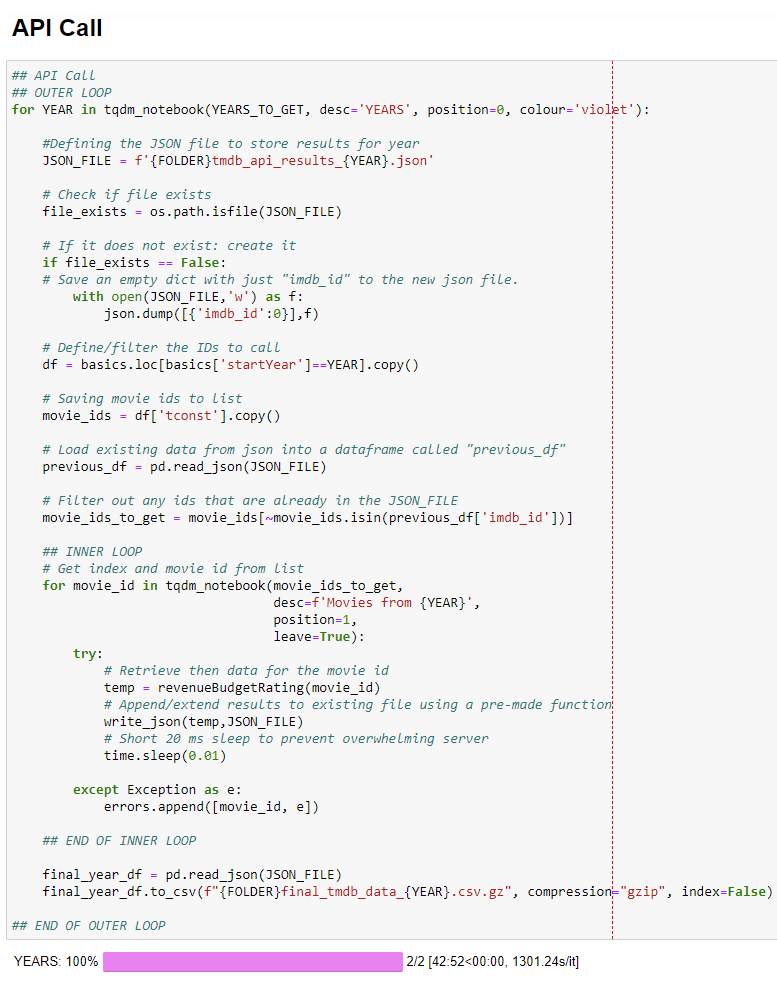 API Call
## API Call
## OUTER LOOP
for YEAR in tqdm_notebook(YEARS_TO_GET, desc='YEARS', position=0, colour='violet'):
    #Defining the JSON file to store results for year
    JSON_FILE = f'{FOLDER}tmdb_api_results_{YEAR}.json'
    # Check if file exists
    file_exists = os.path.isfile(JSON_FILE)
    # If it does not exist: create it
    if file_exists == False:
    # Save an empty dict with just "imdb_id" to the new json file.
        with open(JSON_FILE,'w') as f:
            json.dump([{'imdb_id':0}],f)
    # Define/filter the IDs to call
    df = basics.loc[basics['startYear']==YEAR].copy()
    # Saving movie ids to list
    movie_ids = df['tconst'].copy()
    # Load existing data from json into a dataframe called "previous_df"
    previous_df = pd.read_json(JSON_FILE)
    # Filter out any ids that are already in the JSON_FILE
    movie_ids_to_get = movie_ids[~movie_ids.isin(previous_df['imdb_id'])]
    ## INNER LOOP
    # Get index and movie id from list
    for movie_id in tqdm_notebook(movie_ids_to_get,
                                  desc=f'Movies from {YEAR}',
                                  position=1,
                                  leave=True):
        try:
            # Retrieve then data for the movie id
            temp = revenueBudgetRating(movie_id)
            # Append/extend results to existing file using a pre-made function
            write_json(temp,JSON_FILE)
            # Short 20 ms sleep to prevent overwhelming server
            time.sleep(0.01)
        except Exception as e:
            errors.append([movie_id, e])
    ## END OF INNER LOOP
    final_year_df = pd.read_json(JSON_FILE)
    final_year_df.to_csv(f"{FOLDER}final_tmdb_data_{YEAR}.csv.gz", compression="gzip", index=False)
## END OF OUTER LOOP
YEARS: 100% 2/2 [42:52<00:00, 1301.24s/it]